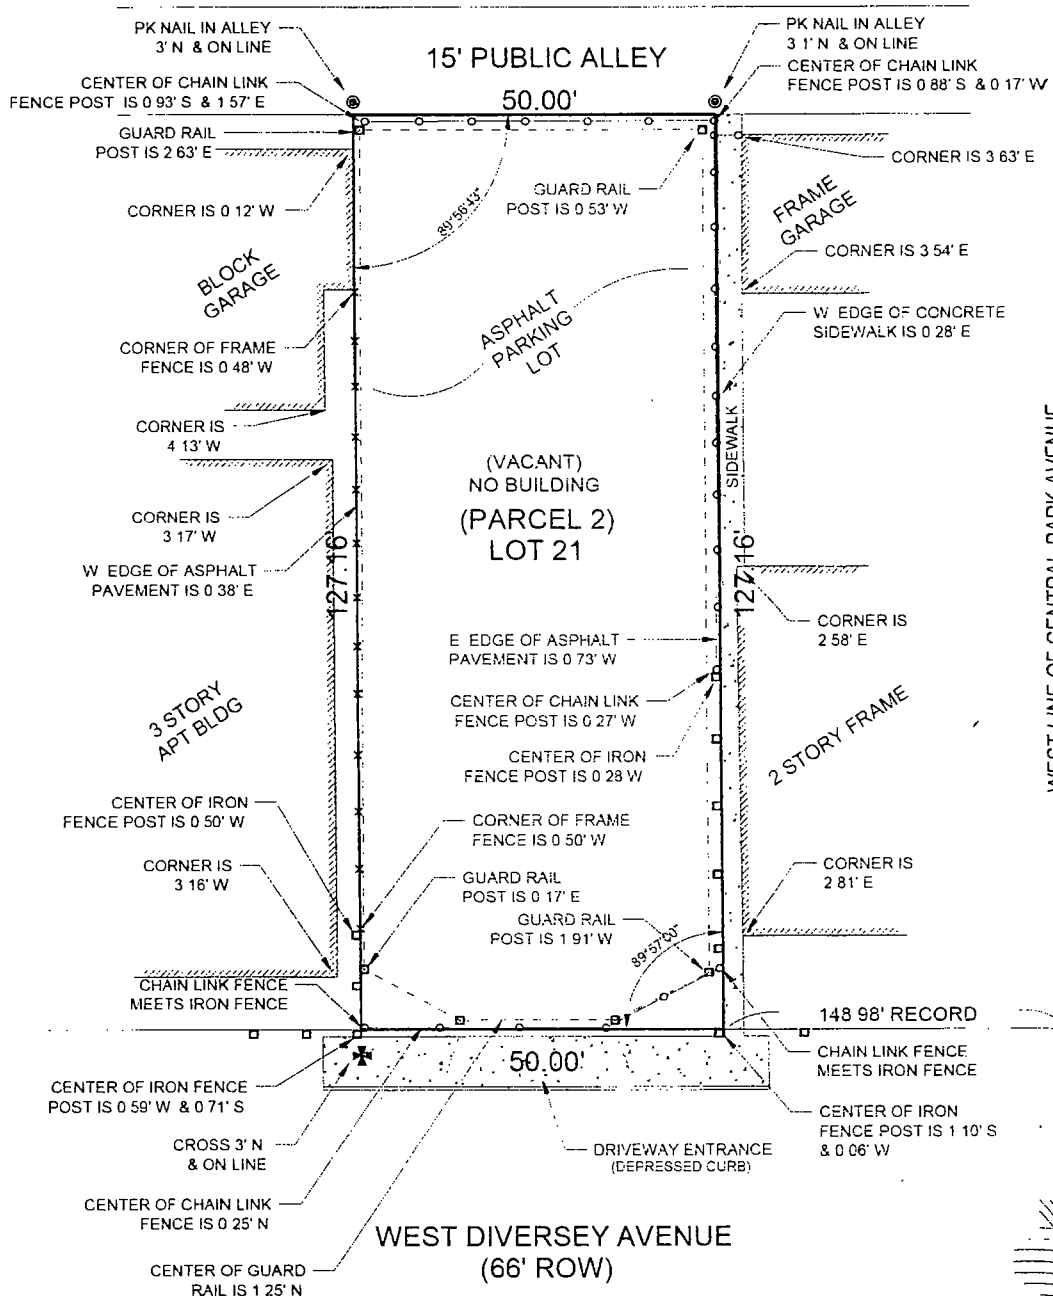 PK NAIL IN ALLEY
3' N & ON LINE
15' PUBLIC ALLEY
PK NAIL IN ALLEY
3 1' N & ON LINE
CENTER OF CHAIN LINK
FENCE POST IS 0 93' S & 1 57' E
50.00'
CENTER OF CHAIN LINK
FENCE POST IS 0 88' S & 0 17' W
GUARD RAIL
POST IS 2 63' E
CORNER IS 3 63' E
GUARD RAIL
POST IS 0 53' W
CORNER IS 0 12' W
89°56'43"
FRAME
GARAGE
BLOCK
GARAGE
CORNER IS 3 54' E
ASPHALT
PARKING
LOT
W EDGE OF CONCRETE
SIDEWALK IS 0 28' E
CORNER OF FRAME
FENCE IS 0 48' W
CORNER IS
4 13' W
SIDEWALK
WEST LINE OF CENTRAL PARK AVENUE
(VACANT)
NO BUILDING
(PARCEL 2)
LOT 21
CORNER IS
3 17' W
W EDGE OF ASPHALT
PAVEMENT IS 0 38' E
127.16'
127.16'
CORNER IS
2 58' E
E EDGE OF ASPHALT
PAVEMENT IS 0 73' W
CENTER OF CHAIN LINK
FENCE POST IS 0 27' W
3 STORY
APT BLDG
2 STORY FRAME
CENTER OF IRON
FENCE POST IS 0 28 W
CENTER OF IRON
FENCE POST IS 0 50' W
CORNER OF FRAME
FENCE IS 0 50' W
CORNER IS
3 16' W
CORNER IS
2 81' E
GUARD RAIL
POST IS 0 17' E
GUARD RAIL
POST IS 1 91' W
89°57'00"
CHAIN LINK FENCE
MEETS IRON FENCE
148 98' RECORD
CHAIN LINK FENCE
MEETS IRON FENCE
50.00'
CENTER OF IRON FENCE
POST IS 0 59' W & 0 71' S
CENTER OF IRON
FENCE POST IS 1 10' S
& 0 06' W
CROSS 3' N
& ON LINE
DRIVEWAY ENTRANCE
(DEPRESSED CURB)
CENTER OF CHAIN LINK
FENCE IS 0 25' N
WEST DIVERSEY AVENUE
(66' ROW)
CENTER OF GUARD
RAIL IS 1 25' N